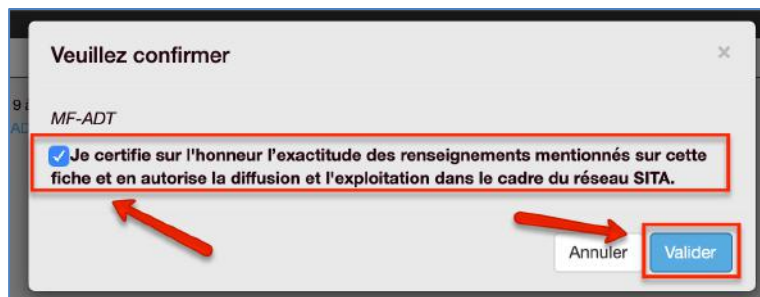 Veuillez confirmer
×
9
MF-ADT
Je certifie sur l'honneur l'exactitude des renseignements mentionnés sur cette
fiche et en autorise la diffusion et l'exploitation dans le cadre du réseau SITA.
Annuler Valider